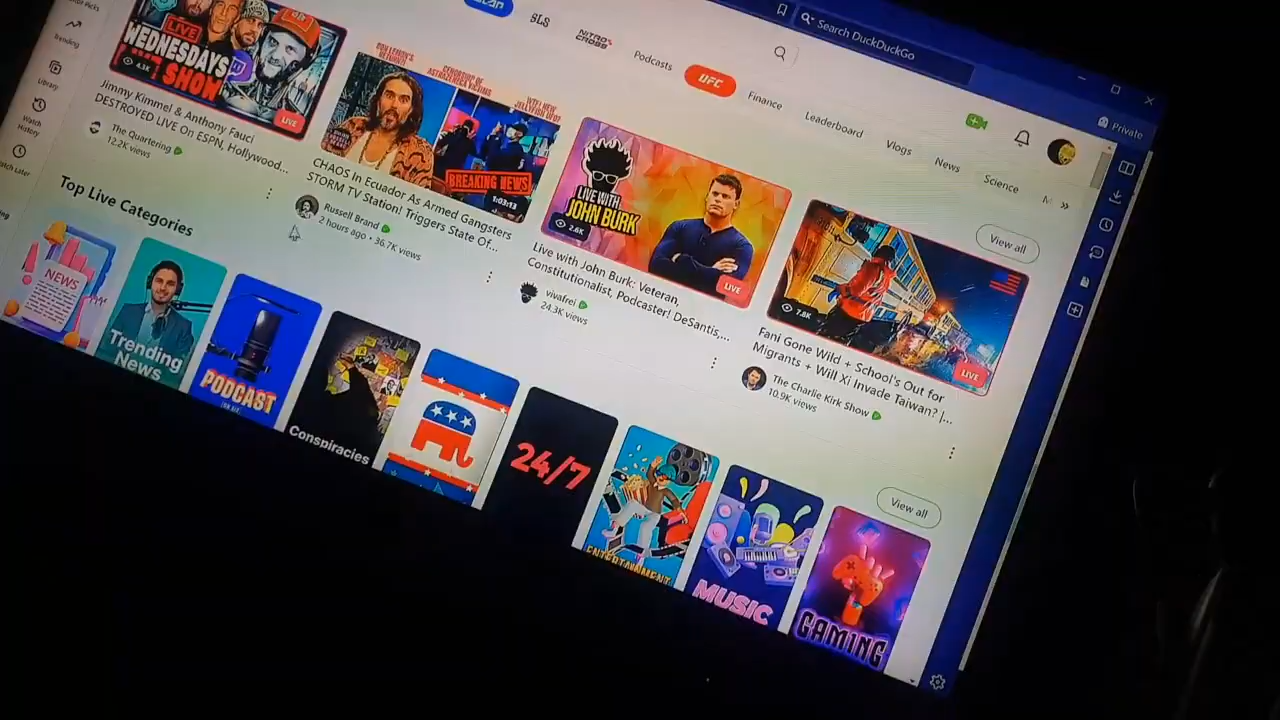 Search DuckDuckGo
Private
SLS
NITRO CROSS
Podcasts
UFC
Finance
Leaderboard
Vlogs
News
Science
M
Trending
Library
Watch
History
LIVE
WEDNESDAYS
SHOW
4.3K
LIVE
Jimmy Kimmel & Anthony Fauci
DESTROYED LIVE On ESPN, Hollywood...
The Quartering
12.2K views
BREAKING NEWS
1:03:13
CHAOS In Ecuador As Armed Gangsters
STORM TV Station! Triggers State Of...
Russell Brand
2 hours ago • 36.7K views
LIVE WITH
JOHN BURK
2.6K
LIVE
Live with John Burk: Veteran,
Constitutionalist, Podcaster! DeSantis,...
vivafrei
24.3K views
View all
7.8K
LIVE
Fani Gone Wild + School's Out for
Migrants + Will Xi Invade Taiwan? |...
The Charlie Kirk Show
10.9K views
Top Live Categories
View all
NEWS
Trending
News
PODCAST
Conspiracies
24/7
ENTERTAINMENT
MUSIC
GAMING